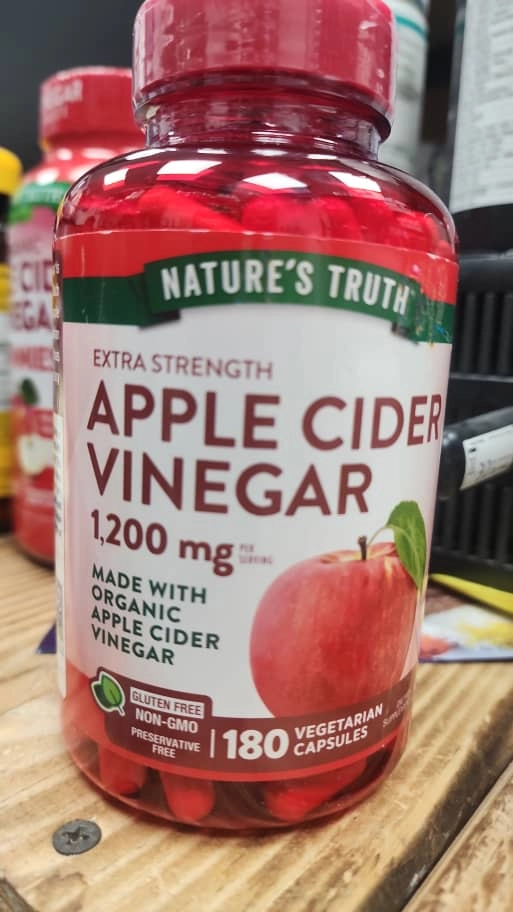 NATURE'S TRUTH
EXTRA STRENGTH
APPLE CIDER
VINEGAR
1,200 mg PER SERVING
MADE WITH
ORGANIC
APPLE CIDER
VINEGAR
GLUTEN FREE
NON-GMO
PRESERVATIVE
FREE
180 VEGETARIAN
CAPSULES